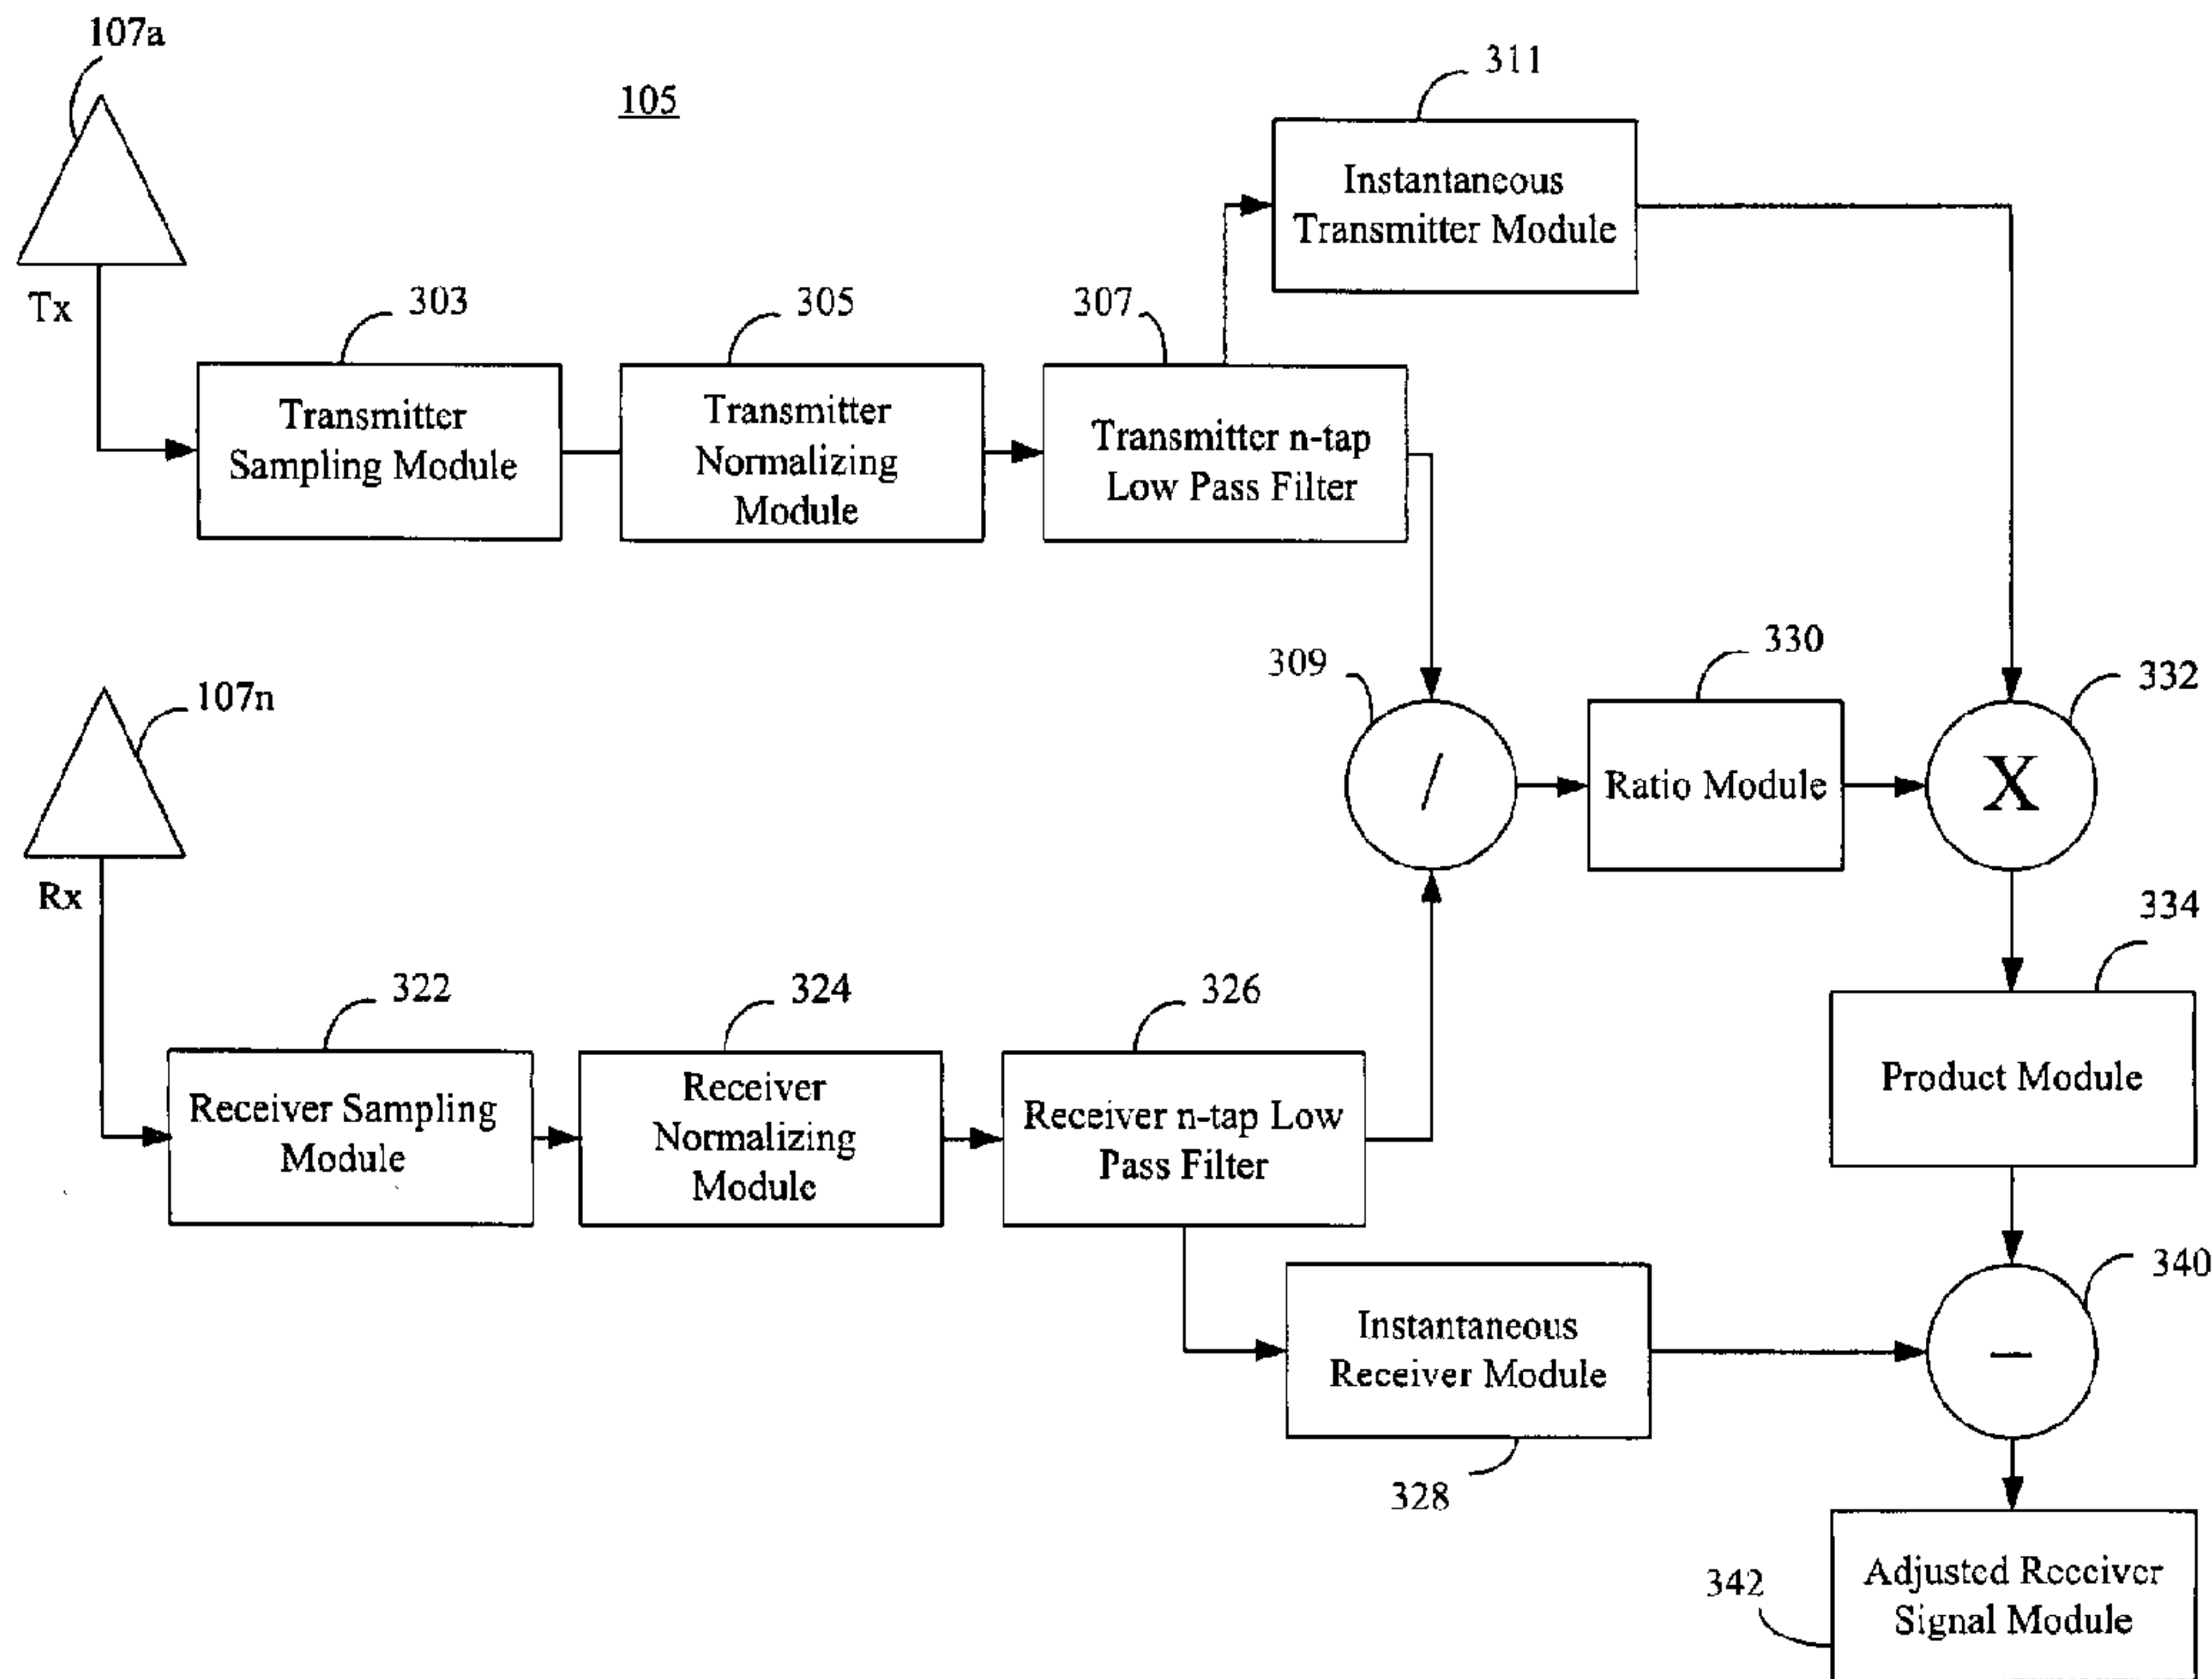 107a
105
311
Instantaneous
Transmitter Module
Tx
303
305
307
Transmitter
Sampling Module
Transmitter
Normalizing
Module
Transmitter n-tap
Low Pass Filter
309
330
332
107n
/
Ratio Module
X
Rx
334
322
324
326
Receiver Sampling
Module
Receiver
Normalizing
Module
Receiver n-tap Low
Pass Filter
Product Module
340
Instantaneous
Receiver Module
–
328
342
Adjusted Receiver
Signal Module